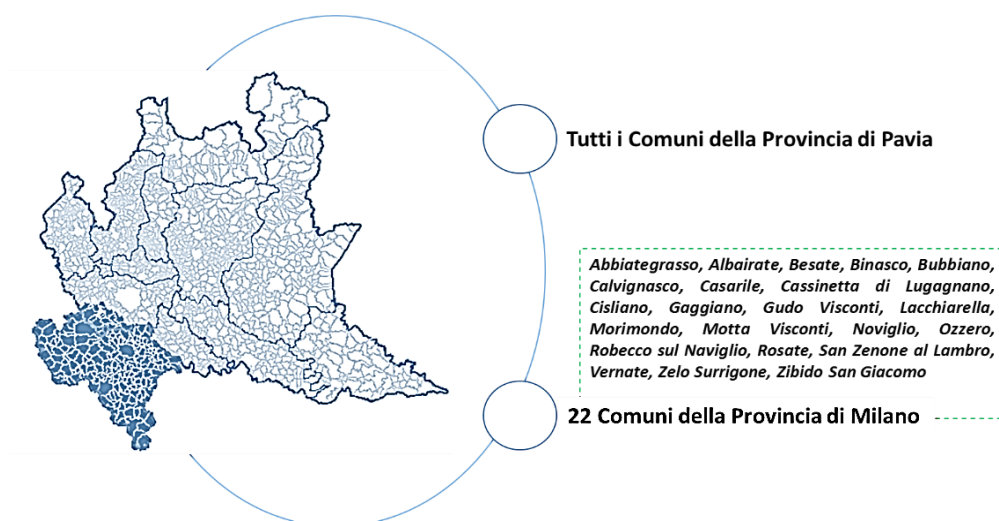 Tutti i Comuni della Provincia di Pavia
Abbiategrasso, Albairate, Besate, Binasco, Bubbiano,
Calvignasco, Casarile, Cassinetta di Lugagnano,
Cisliano, Gaggiano, Gudo Visconti, Lacchiarella,
Morimondo, Motta Visconti, Noviglio, Ozzero,
Robecco sul Naviglio, Rosate, San Zenone al Lambro,
Vernate, Zelo Surrigone, Zibido San Giacomo
22 Comuni della Provincia di Milano